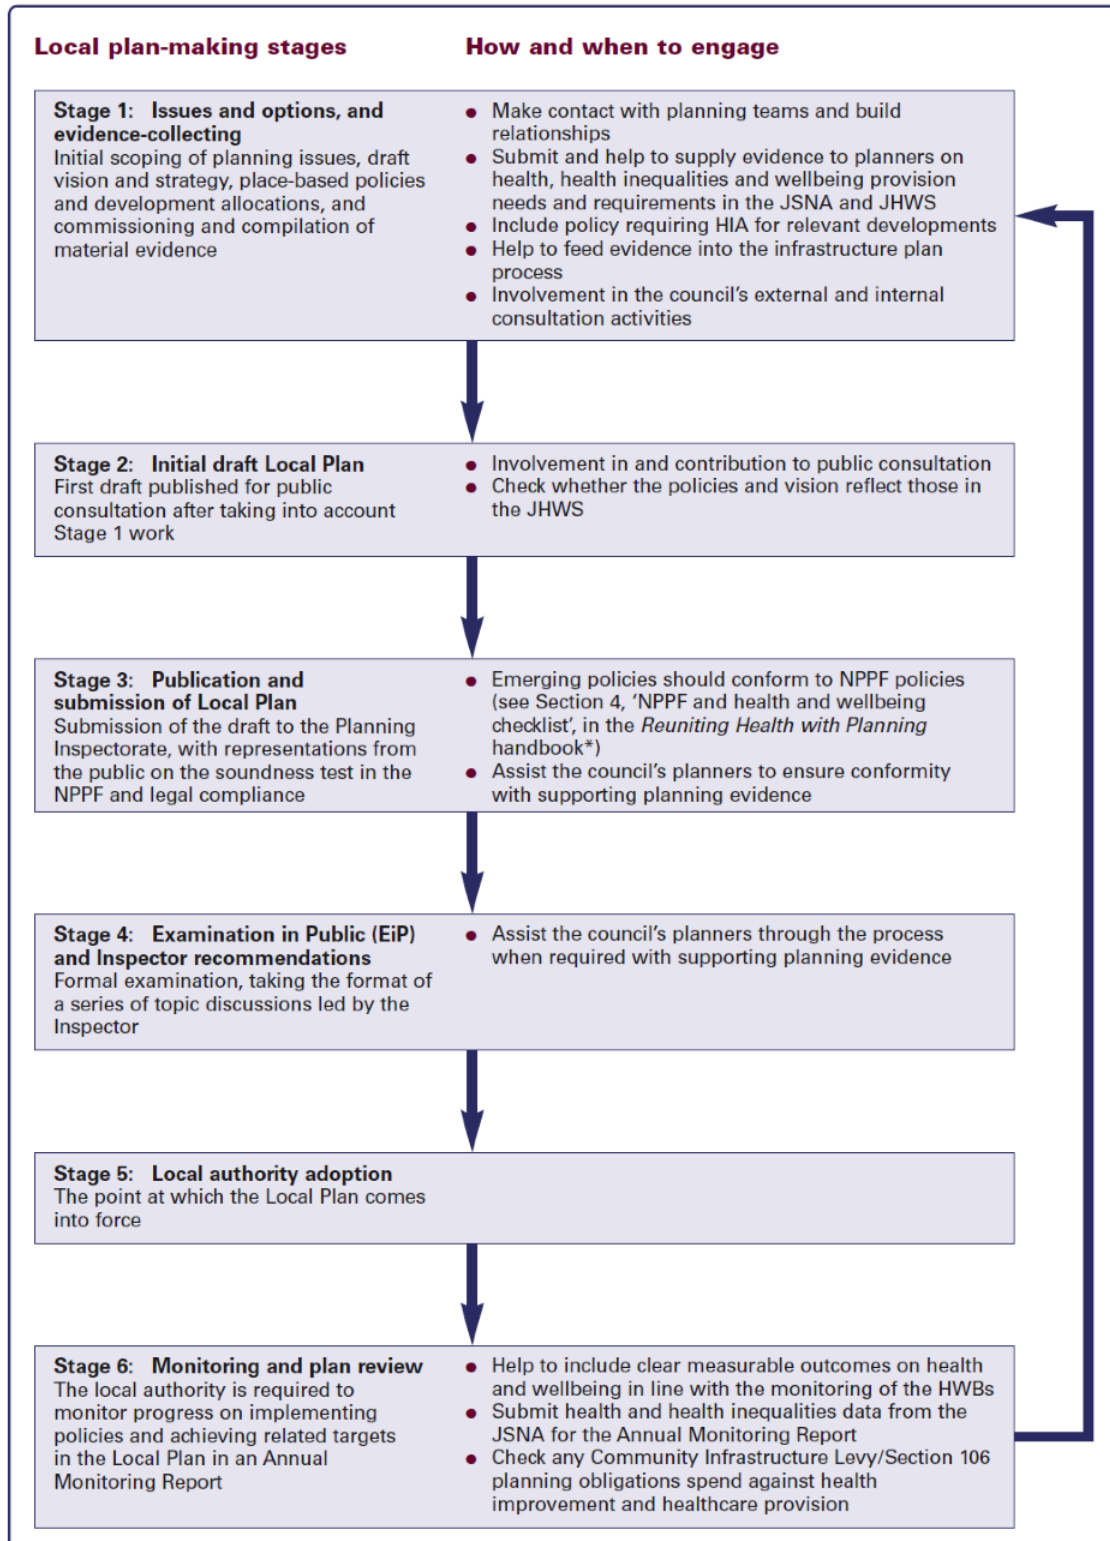 Local plan-making stages
How and when to engage
Stage 1: Issues and options, and
evidence-collecting
Initial scoping of planning issues, draft
vision and strategy, place-based policies
and development allocations, and
commissioning and compilation of
material evidence
● Make contact with planning teams and build
relationships
● Submit and help to supply evidence to planners on
health, health inequalities and wellbeing provision
needs and requirements in the JSNA and JHWS
● Include policy requiring HIA for relevant developments
● Help to feed evidence into the infrastructure plan
process
● Involvement in the council's external and internal
consultation activities
Stage 2: Initial draft Local Plan
First draft published for public
consultation after taking into account
Stage 1 work
● Involvement in and contribution to public consultation
● Check whether the policies and vision reflect those in
the JHWS
Stage 3: Publication and
submission of Local Plan
Submission of the draft to the Planning
Inspectorate, with representations from
the public on the soundness test in the
NPPF and legal compliance
● Emerging policies should conform to NPPF policies
(see Section 4, 'NPPF and health and wellbeing
checklist', in the Reuniting Health with Planning
handbook*)
● Assist the council's planners to ensure conformity
with supporting planning evidence
Stage 4: Examination in Public (EiP)
and Inspector recommendations
Formal examination, taking the format of
a series of topic discussions led by the
Inspector
● Assist the council's planners through the process
when required with supporting planning evidence
Stage 5: Local authority adoption
The point at which the Local Plan comes
into force
Stage 6: Monitoring and plan review
The local authority is required to
monitor progress on implementing
policies and achieving related targets
in the Local Plan in an Annual
Monitoring Report
● Help to include clear measurable outcomes on health
and wellbeing in line with the monitoring of the HWBs
● Submit health and health inequalities data from the
JSNA for the Annual Monitoring Report
● Check any Community Infrastructure Levy/Section 106
planning obligations spend against health
improvement and healthcare provision